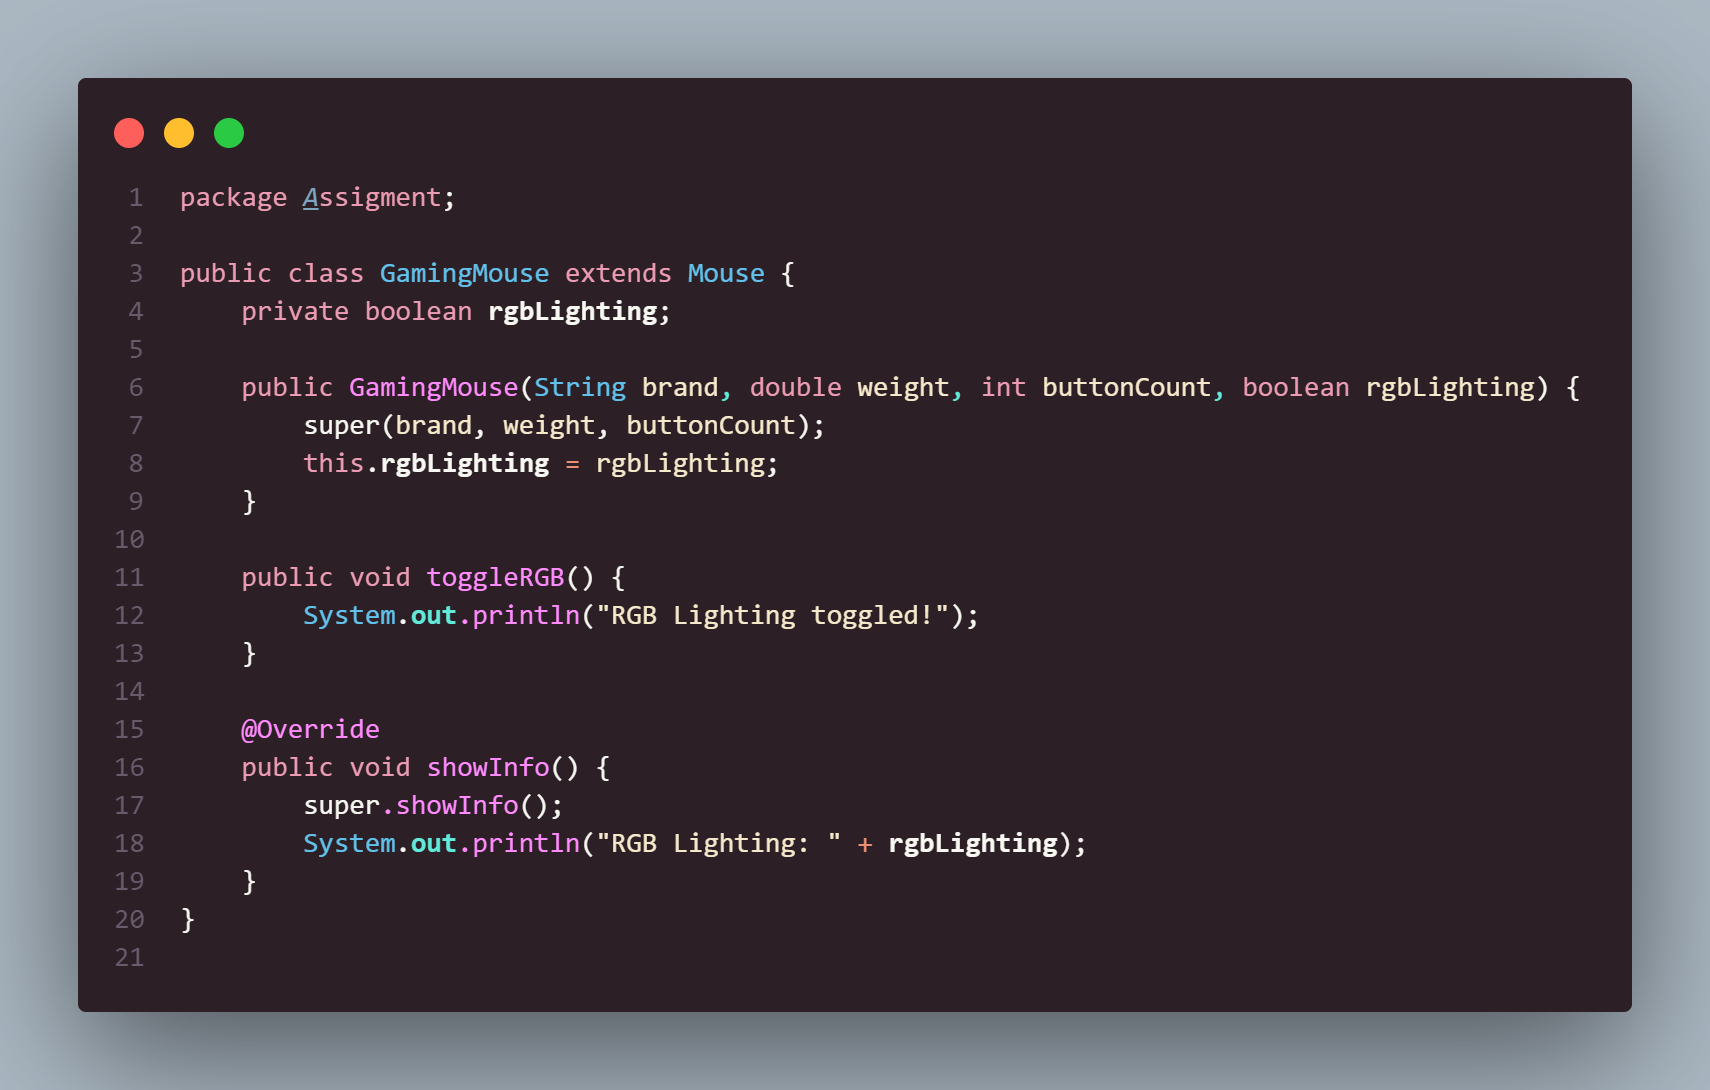 1 package Assigment;
2
3 public class GamingMouse extends Mouse {
4     private boolean rgbLighting;
5
6     public GamingMouse(String brand, double weight, int buttonCount, boolean rgbLighting) {
7         super(brand, weight, buttonCount);
8         this.rgbLighting = rgbLighting;
9     }
10
11     public void toggleRGB() {
12         System.out.println("RGB Lighting toggled!");
13     }
14
15     @Override
16     public void showInfo() {
17         super.showInfo();
18         System.out.println("RGB Lighting: " + rgbLighting);
19     }
20 }
21